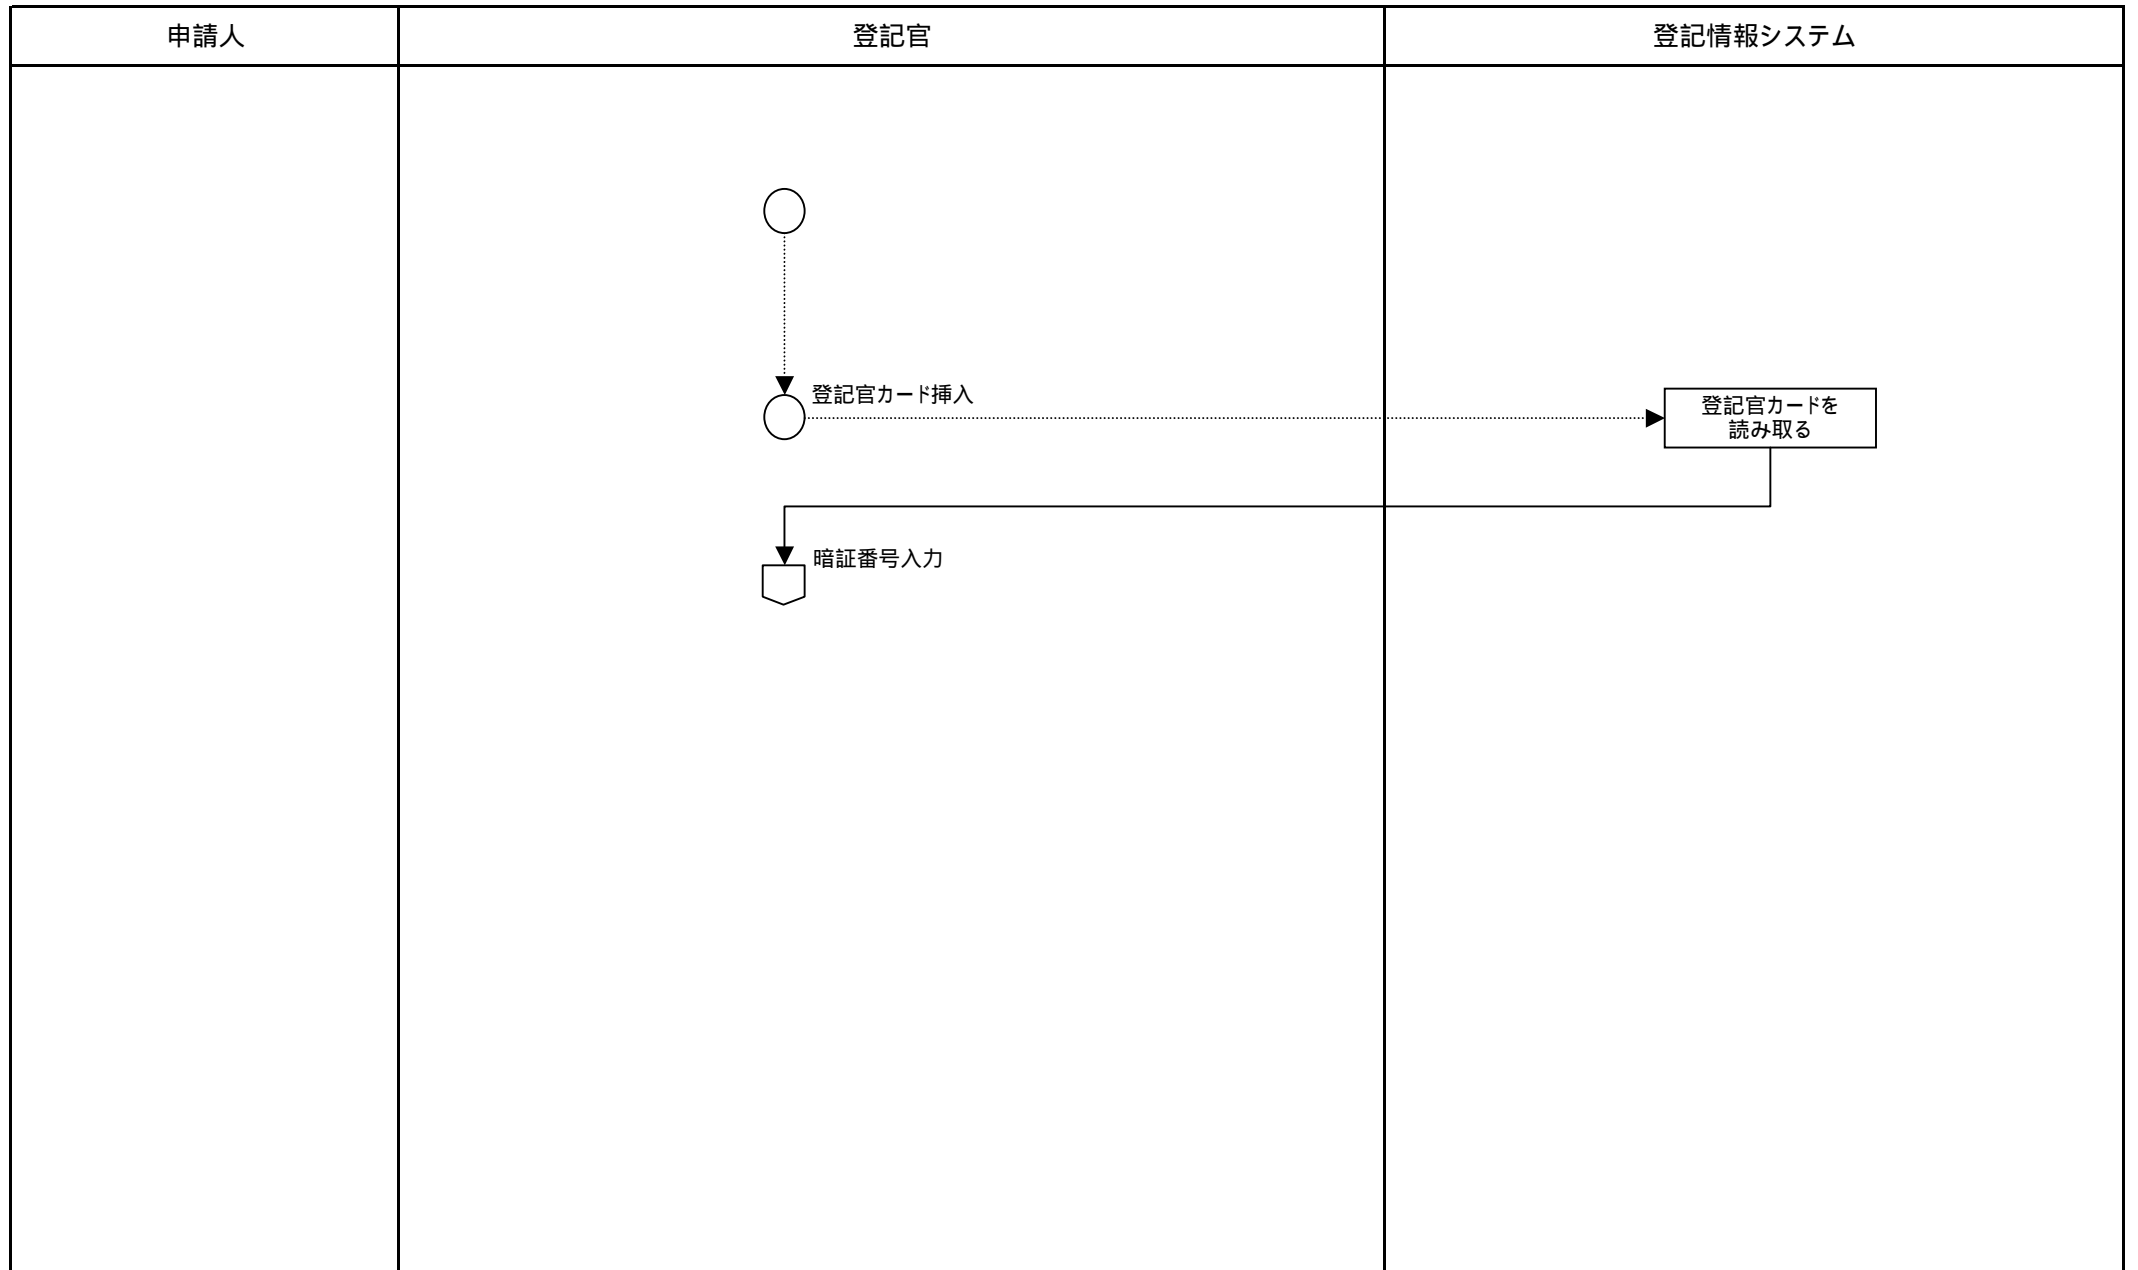 申請人
登記官
登記情報システム
登記官カード挿入
登記官カードを
読み取る
暗証番号入力